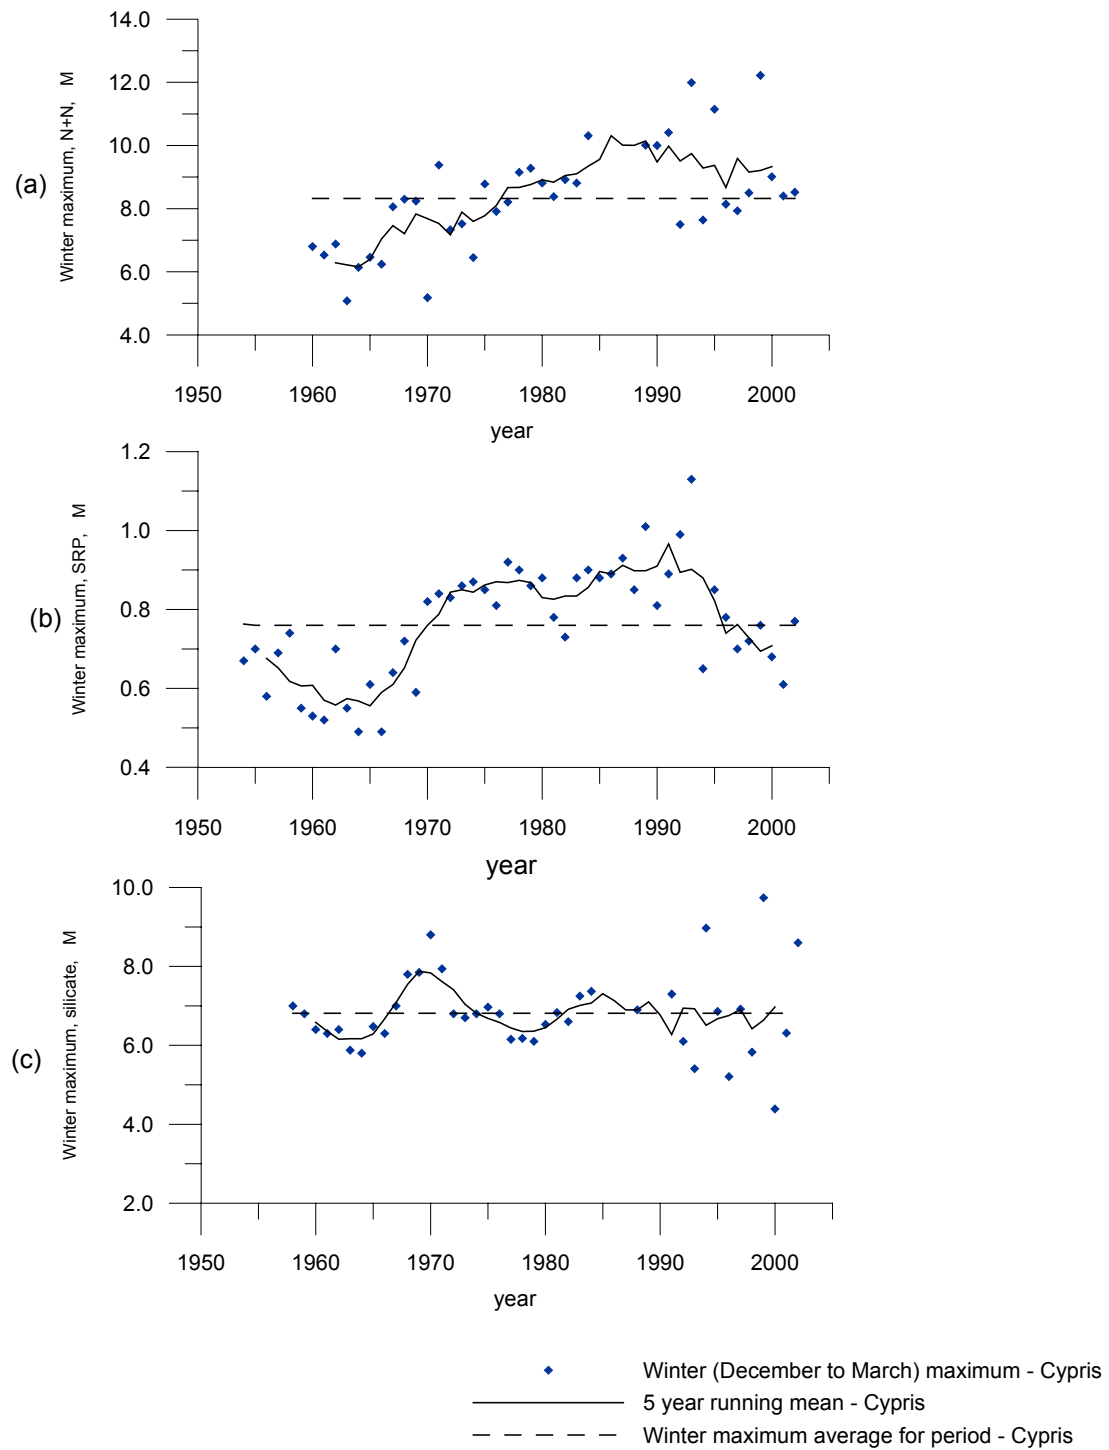 14.0
12.0
10.0
8.0
6.0
4.0
Winter maximum, N+N, M
(a)
1950 1960 1970 1980 1990 2000
year
1.2
1.0
0.8
0.6
0.4
Winter maximum, SRP, M
(b)
1950 1960 1970 1980 1990 2000
year
10.0
8.0
6.0
4.0
2.0
Winter maximum, silicate, M
(c)
1950 1960 1970 1980 1990 2000
year
Winter (December to March) maximum - Cypris
5 year running mean - Cypris
Winter maximum average for period - Cypris